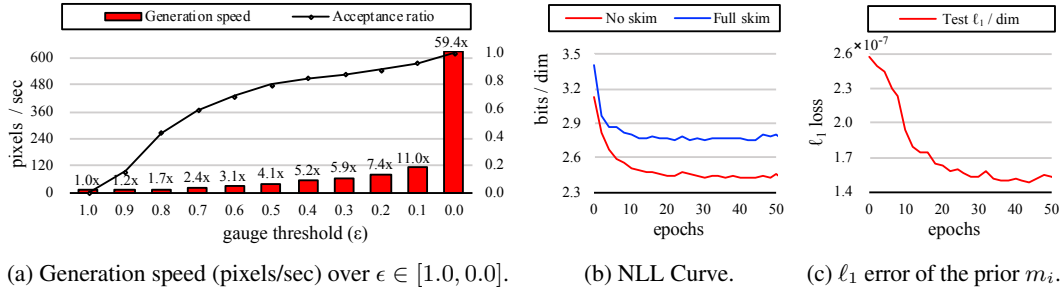 Generation speed Acceptance ratio
59.4x
600
480
360
240
120
0
pixels / sec
1.0
0.8
0.6
0.4
0.2
0.0
1.0x 1.2x 1.7x 2.4x 3.1x 4.1x 5.2x 5.9x 7.4x 11.0x
1.0 0.9 0.8 0.7 0.6 0.5 0.4 0.3 0.2 0.1 0.0
gauge threshold (ε)
(a) Generation speed (pixels/sec) over ϵ ∈ [1.0, 0.0].
No skim Full skim
bits / dim
3.5
3.2
2.9
2.6
2.3
0 10 20 30 40 50
epochs
(b) NLL Curve.
Test ℓ₁ / dim
×10⁻⁷
ℓ₁ loss
2.6
2.3
2.0
1.7
1.4
0 10 20 30 40 50
epochs
(c) ℓ₁ error of the prior mᵢ.